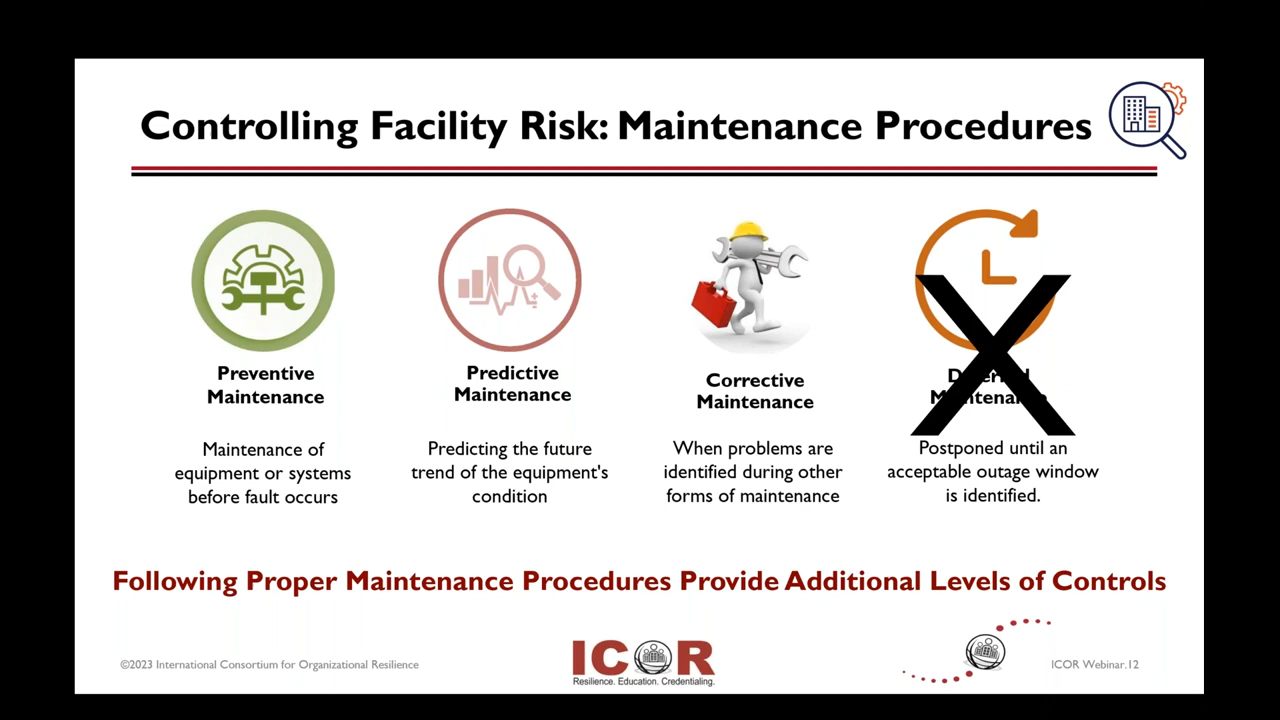 Controlling Facility Risk: Maintenance Procedures
Preventive
Maintenance
Maintenance of
equipment or systems
before fault occurs
Predictive
Maintenance
Predicting the future
trend of the equipment's
condition
Corrective
Maintenance
When problems are
identified during other
forms of maintenance
Deferred
Maintenance
Postponed until an
acceptable outage window
is identified.
Following Proper Maintenance Procedures Provide Additional Levels of Controls
©2023 International Consortium for Organizational Resilience
ICOR
Resilience. Education. Credentialing.
ICOR Webinar.12